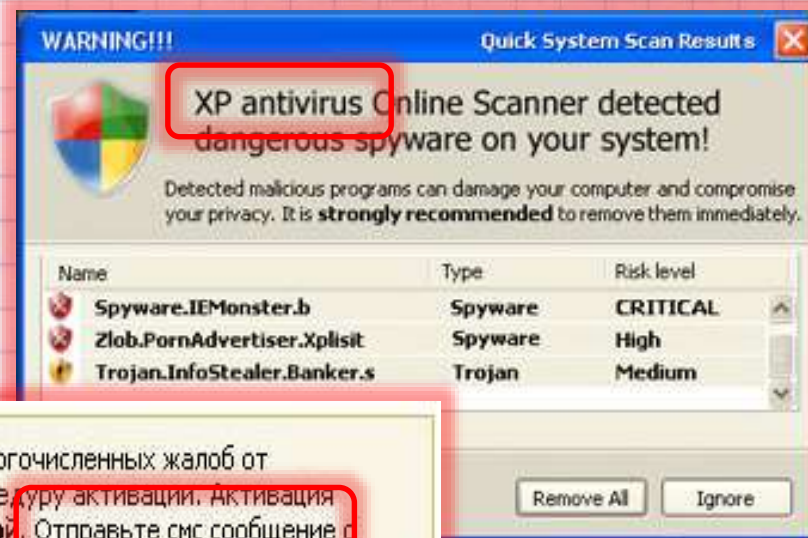 WARNING!!! Quick System Scan Results
XP antivirus Online Scanner detected
dangerous spyware on your system!
Detected malicious programs can damage your computer and compromise
your privacy. It is strongly recommended to remove them immediately.
Name Type Risk level
Spyware.IEMonster.b Spyware CRITICAL
Zlob.PornAdvertiser.Xplisit Spyware High
Trojan.InfoStealer.Banker.s Trojan Medium
Remove All Ignore
жалоб от
активации. Активация
Отправьте смс сообщение с